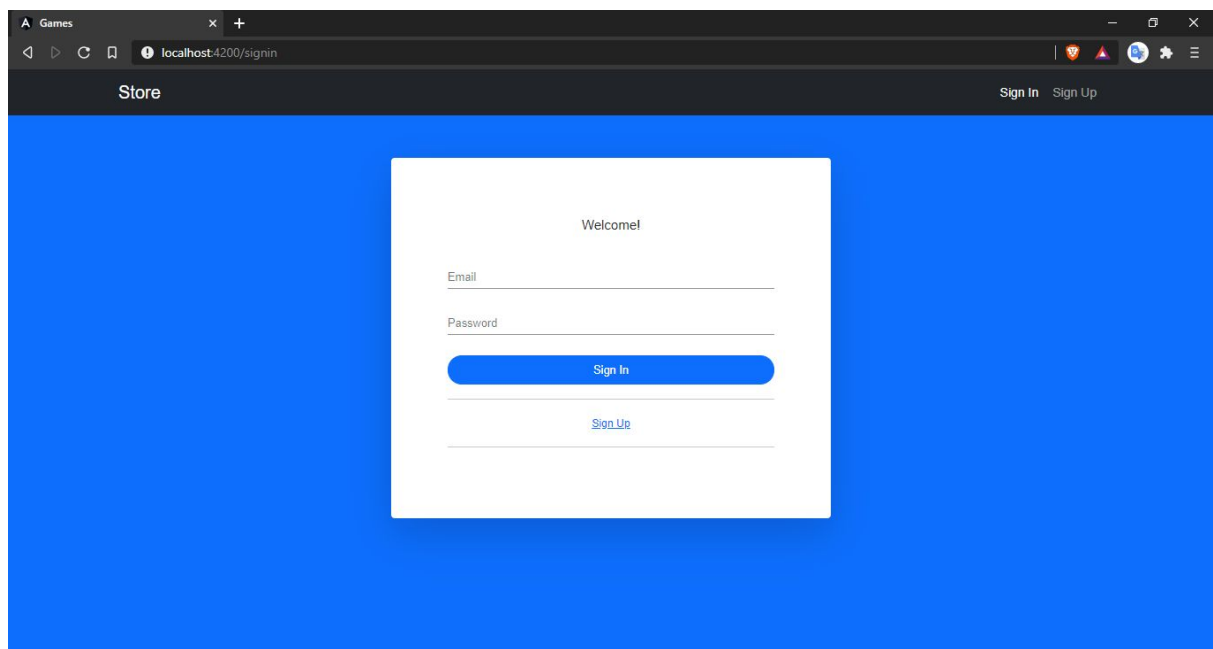 Games
localhost:4200/signin
Store
Sign In Sign Up
Welcome!
Email
Password
Sign In
Sign Up